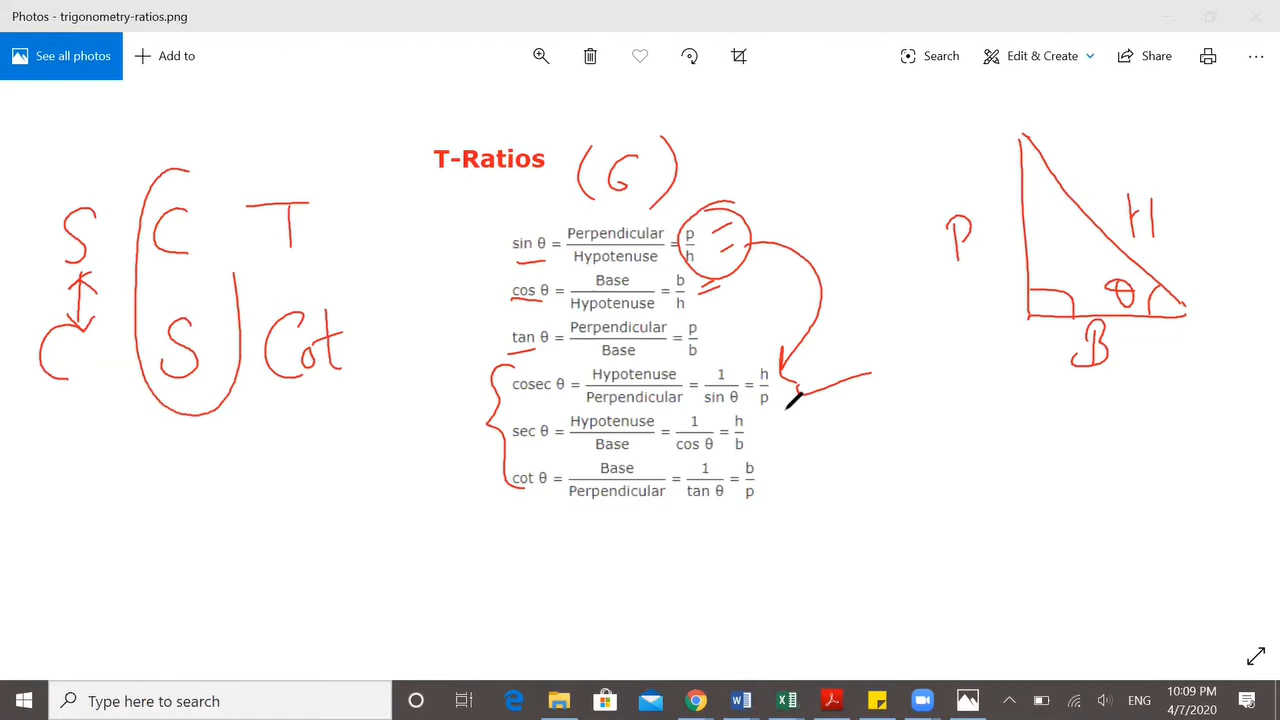 Photos - trigonometry-ratios.png
See all photos
Add to
Search
Edit & Create
Share
T-Ratios (6)
S C T
C S Cot
sin θ = Perpendicular / Hypotenuse = p / h
cos θ = Base / Hypotenuse = b / h
tan θ = Perpendicular / Base = p / b
cosec θ = Hypotenuse / Perpendicular = 1 / sin θ = h / p
sec θ = Hypotenuse / Base = 1 / cos θ = h / b
cot θ = Base / Perpendicular = 1 / tan θ = b / p
P
H
θ
B
Type here to search
ENG
10:09 PM
4/7/2020